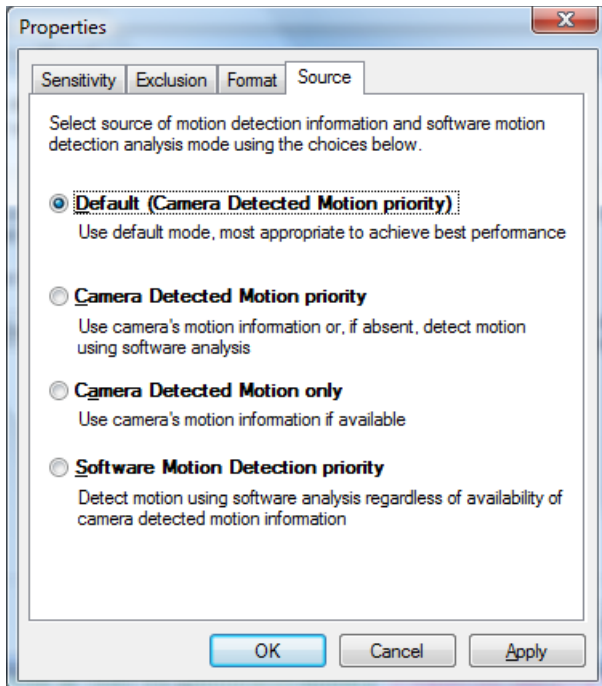 Properties
Sensitivity Exclusion Format Source
Select source of motion detection information and software motion
detection analysis mode using the choices below.
Default (Camera Detected Motion priority)
Use default mode, most appropriate to achieve best performance
Camera Detected Motion priority
Use camera's motion information or, if absent, detect motion
using software analysis
Camera Detected Motion only
Use camera's motion information if available
Software Motion Detection priority
Detect motion using software analysis regardless of availability of
camera detected motion information
OK Cancel Apply